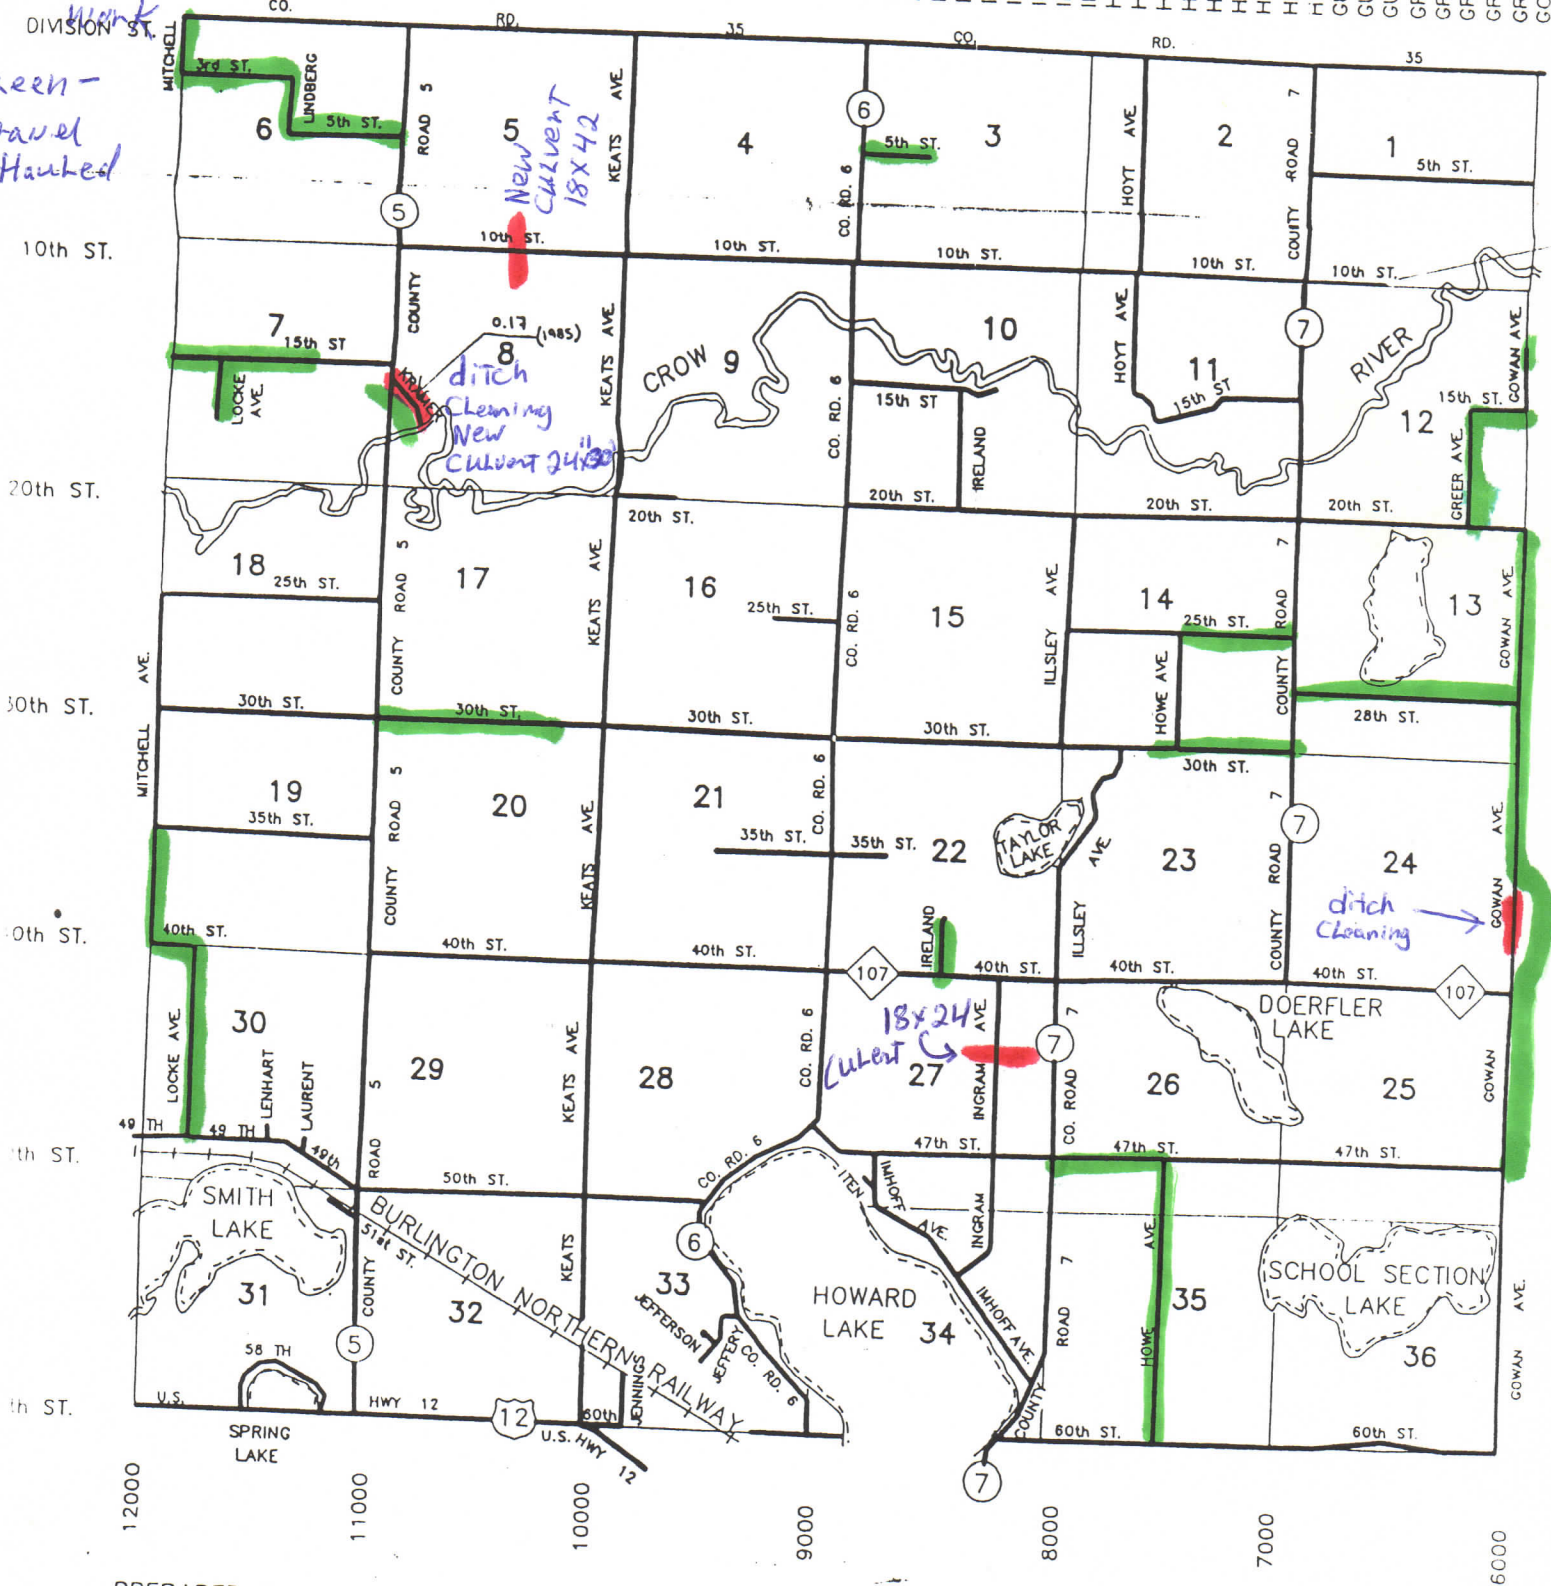 Work
CO. RD. 35 CO. RD. 35
DIVISION ST.
MITCHELL
3rd ST.
LINDBERG
5th ST.
ROAD 5
KEATS AVE.
HOYT AVE.
COUITY ROAD 7
6 5 4 3 2 1
Hauled
New
Culvert
18x42
6
5th ST.
5th ST.
5
CO. RD. 6
10th ST.
10th ST.
10th ST.
10th ST.
10th ST.
10th ST.
COUNTY
7
15th ST
LOCKE AVE.
0.17 (1985)
8
KEATS AVE.
CROW
9
10
HOYT AVE.
11
15th ST
7
RIVER
12
GOWAN AVE.
15th ST.
GREER AVE.
ditch
Cleaning
New
Culvert 24x30"
CO. RD. 6
15th ST
IRELAND
20th ST.
20th ST.
20th ST.
20th ST.
20th ST.
18
25th ST.
COUNTY ROAD 5
17
KEATS AVE.
16
25th ST.
CO. RD. 6
15
ILLSLEY AVE.
14
25th ST.
HOWE AVE.
COUNTY ROAD 7
13
GOWAN AVE.
28th ST.
MITCHELL AVE.
30th ST.
30th ST.
30th ST.
30th ST.
30th ST.
30th ST.
19
35th ST.
COUNTY ROAD 5
20
KEATS AVE.
21
35th ST.
CO. RD. 6
35th ST.
22
TAYLOR
LAKE
AVE.
23
COUNTY ROAD 7
7
24
GOWAN AVE.
ditch
Cleaning
IRELAND
ILLSLEY
40th ST.
40th ST.
40th ST.
107
40th ST.
40th ST.
40th ST.
107
LOCKE AVE.
30
LENHART
LAURENT
29
ROAD 5
KEATS AVE.
28
CO. RD. 6
18x24
Culert
27
INGRAM AVE.
7
CO. ROAD 7
26
DOERFLER
LAKE
25
GOWAN
49 TH
49 TH
49th
50th ST.
CO. RD. 6
47th ST.
47th ST.
47th ST.
SMITH
LAKE
51st ST.
BURLINGTON NORTHERN RAILWAY
KEATS
6
ITEN
IMHOFF AVE.
INGRAM
31
COUNTY
5
32
33
JEFFERSON
JEFFERY
CO. RD. 6
HOWARD
LAKE
34
IMHOFF AVE.
ROAD 7
COUNTY
35
HOWE AVE.
SCHOOL SECTION
LAKE
36
GOWAN AVE.
58 TH
U.S. HWY 12
12
U.S. HWY 12
60th
JENNINGS
7
60th ST.
60th ST.
SPRING
LAKE
12000 11000 10000 9000 8000 7000 6000